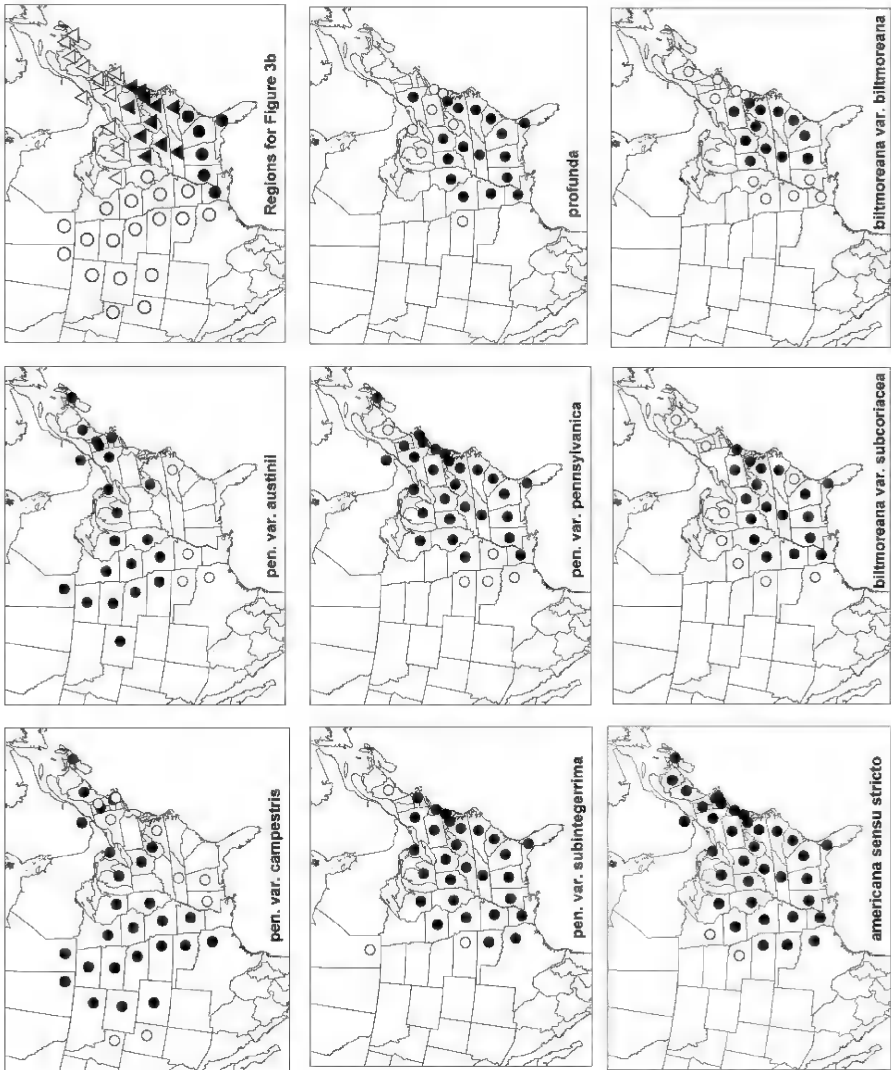 americana sensu stricto
pen. var. subintegerrima
pen. var. campestris
biltmoreana var. subcoriacea
pen. var. pennsylvanica
pen. var. austinii
biltmoreana var. biltmoreana
profunda
Regions for Figure 3b